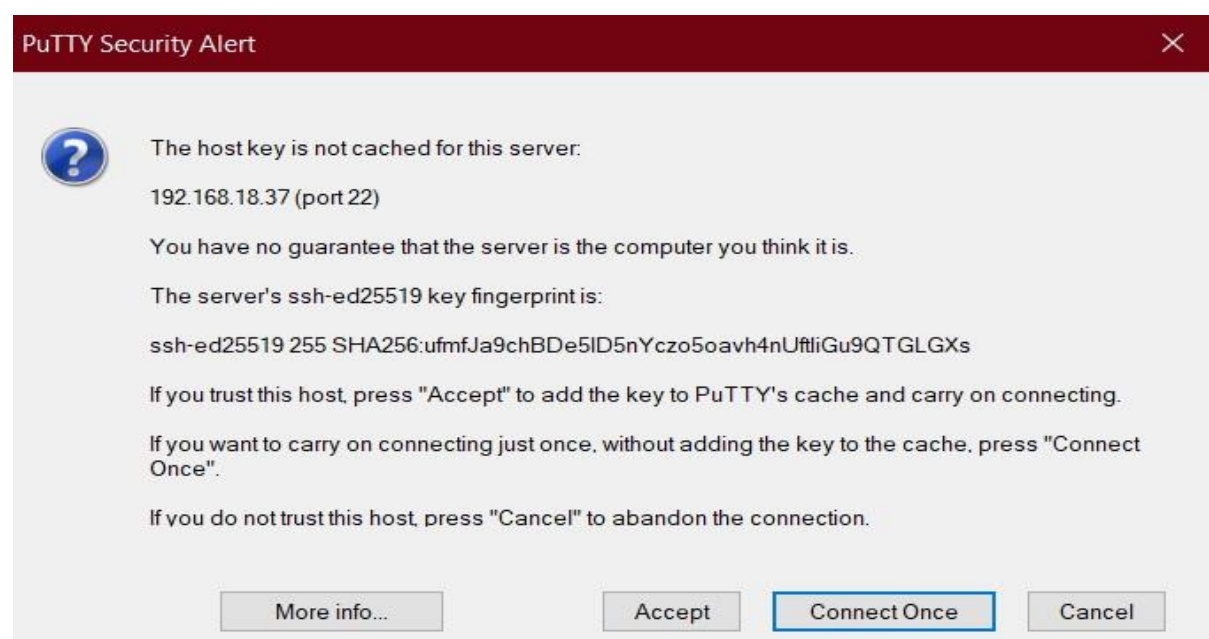 PuTTY Security Alert
The host key is not cached for this server:
192.168.18.37 (port 22)
You have no guarantee that the server is the computer you think it is.
The server's ssh-ed25519 key fingerprint is:
ssh-ed25519 255 SHA256:ufmfJa9chBDe5lD5nYczo5oavh4nUftliGu9QTGLGXs
If you trust this host, press "Accept" to add the key to PuTTY's cache and carry on connecting.
If you want to carry on connecting just once, without adding the key to the cache, press "Connect
Once".
If you do not trust this host, press "Cancel" to abandon the connection.
More info... Accept Connect Once Cancel